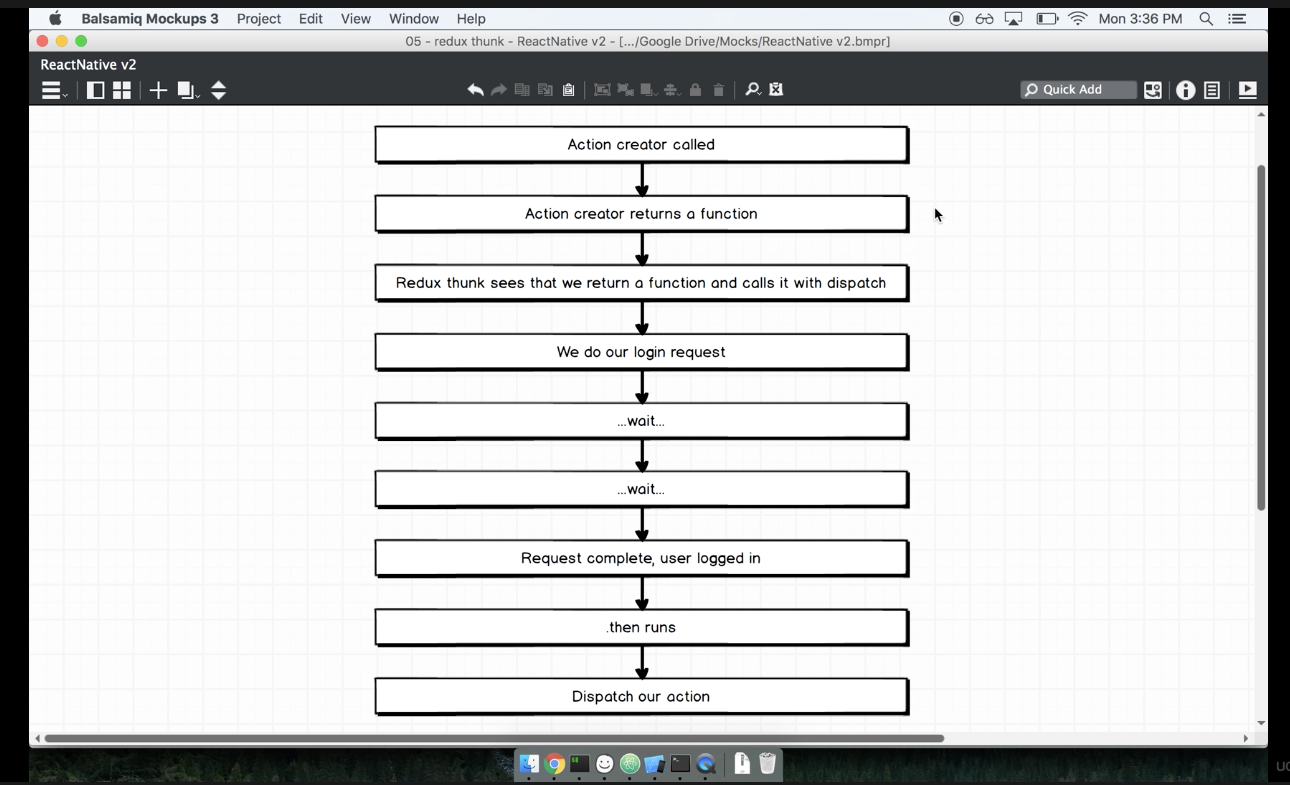 Balsamiq Mockups 3 Project Edit View Window Help Mon 3:36 PM
05 - redux thunk - ReactNative v2 - [.../Google Drive/Mocks/ReactNative v2.bmpr]
ReactNative v2
Quick Add
Action creator called
Action creator returns a function
Redux thunk sees that we return a function and calls it with dispatch
We do our login request
...wait...
...wait...
Request complete, user logged in
.then runs
Dispatch our action